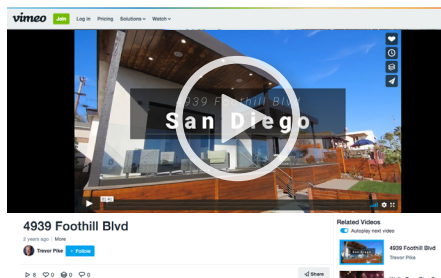 vimeo Join Log in Pricing Solutions Watch
4939 Foothill Blvd
San Diego
4939 Foothill Blvd
2 years ago More
Trevor Pike + Follow
6 0 0 0 Share
Related Videos
Autoplay next video
4939 Foothill Blvd
Trevor Pike